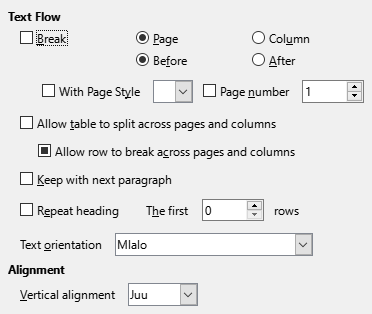 Text Flow
Break Page Column
Before After
With Page Style Page number 1
Allow table to split across pages and columns
Allow row to break across pages and columns
Keep with next paragraph
Repeat heading The first 0 rows
Text orientation Mlalo
Alignment
Vertical alignment Juu